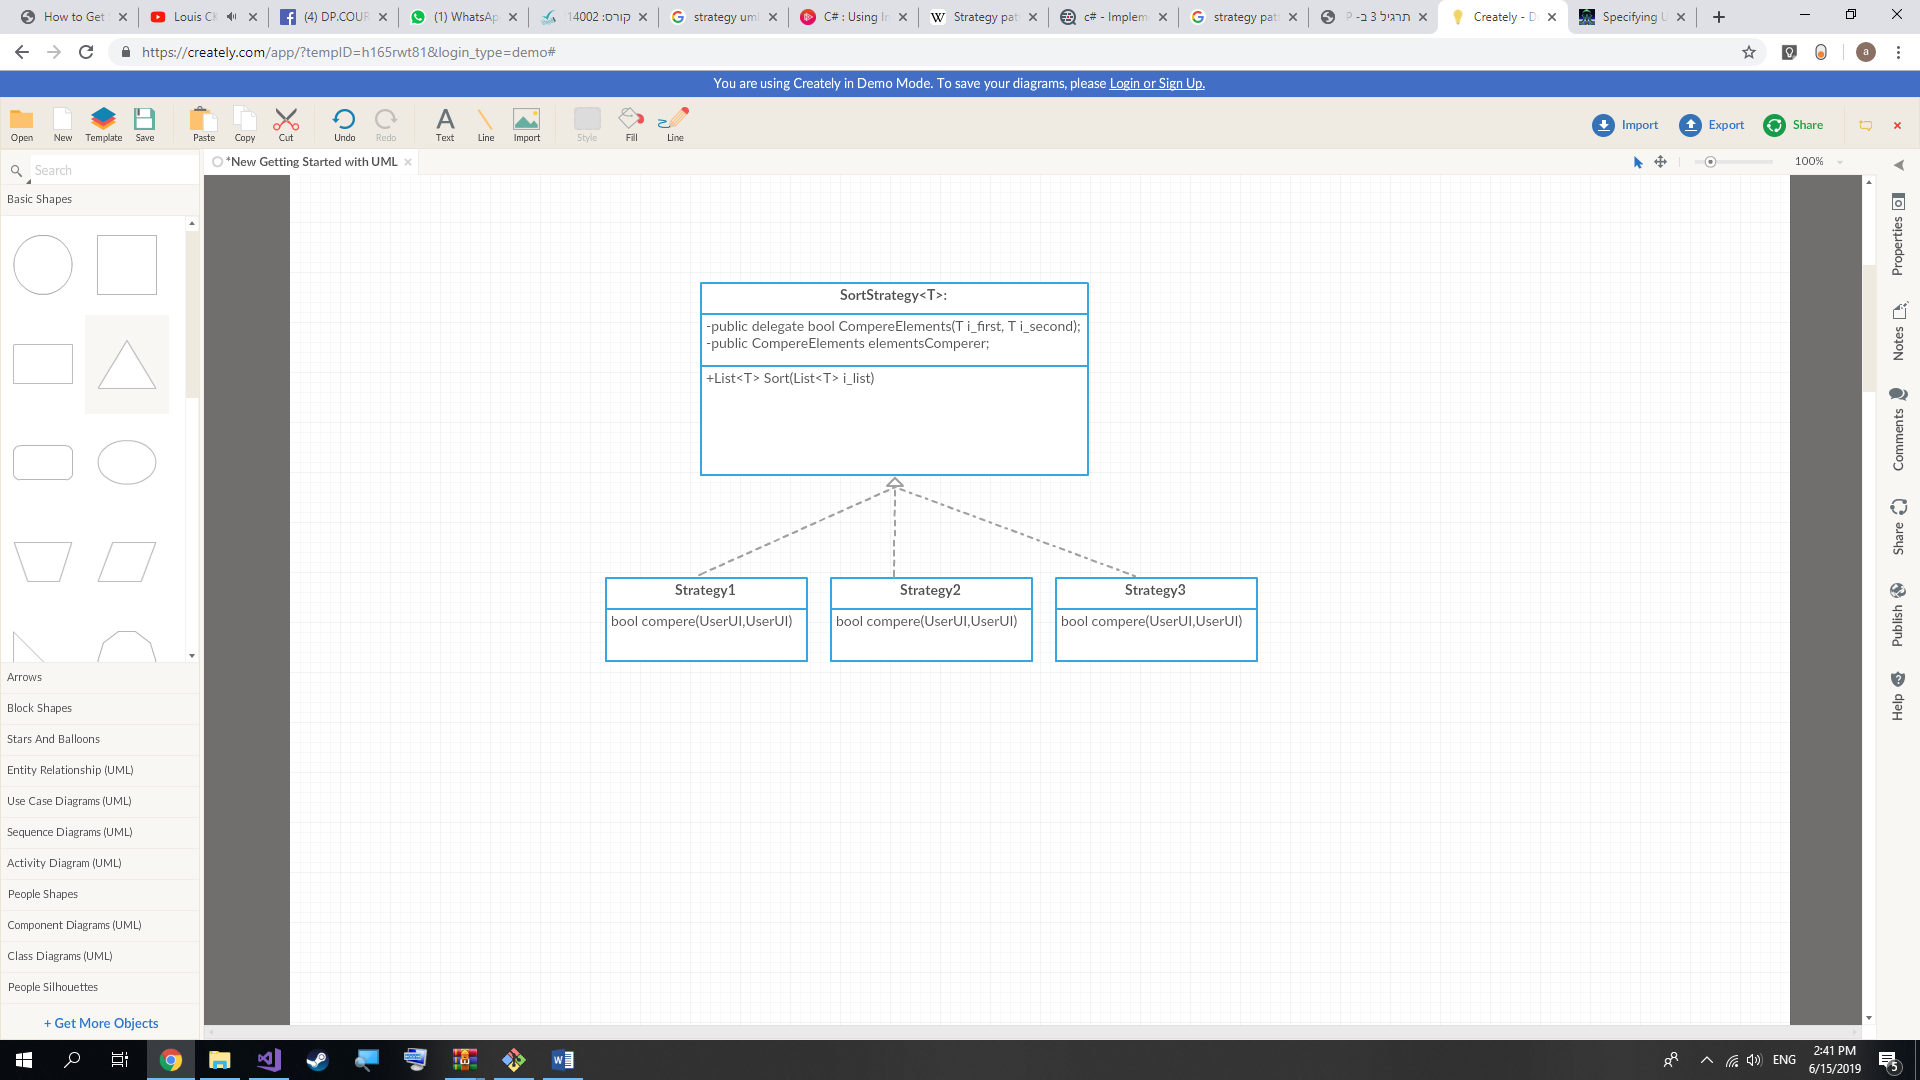 How to Get
Louis CK
(4) DP.COUR
(1) WhatsAp
קורס: 14002
strategy uml
C# : Using In
Strategy pat
c# - Implem
strategy pat
תרגיל 3 ב- P
Creately - D
Specifying U
https://creately.com/app/?tempID=h165rwt81&login_type=demo#
a
You are using Creately in Demo Mode. To save your diagrams, please Login or Sign Up.
Open
New
Template
Save
Paste
Copy
Cut
Undo
Redo
Text
Line
Import
Style
Fill
Line
Import
Export
Share
Search
*New Getting Started with UML
100%
Basic Shapes
Arrows
Block Shapes
Stars And Balloons
Entity Relationship (UML)
Use Case Diagrams (UML)
Sequence Diagrams (UML)
Activity Diagram (UML)
People Shapes
Component Diagrams (UML)
Class Diagrams (UML)
People Silhouettes
+ Get More Objects
SortStrategy<T>:
-public delegate bool CompereElements(T i_first, T i_second);
-public CompereElements elementsComperer;
+List<T> Sort(List<T> i_list)
Strategy1
bool compere(UserUI,UserUI)
Strategy2
bool compere(UserUI,UserUI)
Strategy3
bool compere(UserUI,UserUI)
Properties
Notes
Comments
Share
Publish
Help
ENG
2:41 PM
6/15/2019
5